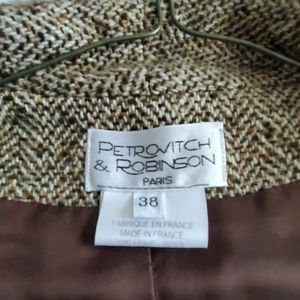 PETROVITCH
& ROBINSON
PARIS
38
FABRIQUE EN FRANCE
MADE IN FRANCE